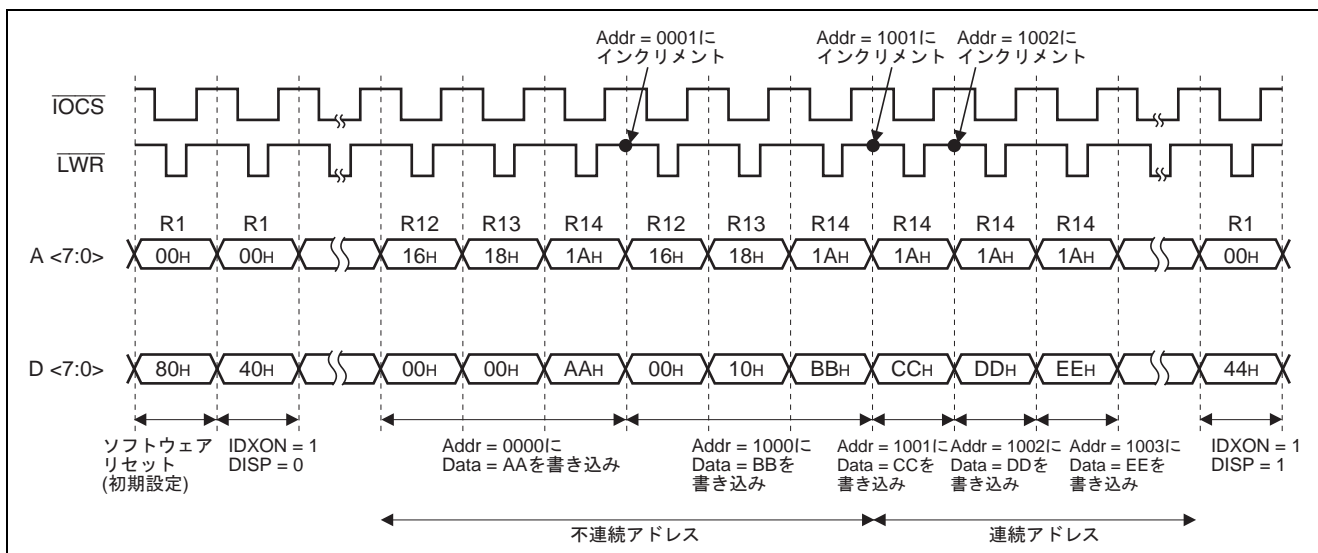 Addr = 0001に
インクリメント
Addr = 1001に
インクリメント
Addr = 1002に
インクリメント
IOCS
LWR
R1 R1 R12 R13 R14 R12 R13 R14 R14 R14 R14 R1
A <7:0> 00H 00H 16H 18H 1AH 16H 18H 1AH 1AH 1AH 1AH 00H
D <7:0> 80H 40H 00H 00H AAH 00H 10H BBH CCH DDH EEH 44H
ソフトウェア
リセット
(初期設定)
IDXON = 1
DISP = 0
Addr = 0000に
Data = AAを書き込み
Addr = 1000に
Data = BBを
書き込み
Addr = 1001に
Data = CCを
書き込み
Addr = 1002に
Data = DDを
書き込み
Addr = 1003に
Data = EEを
書き込み
IDXON = 1
DISP = 1
不連続アドレス
連続アドレス